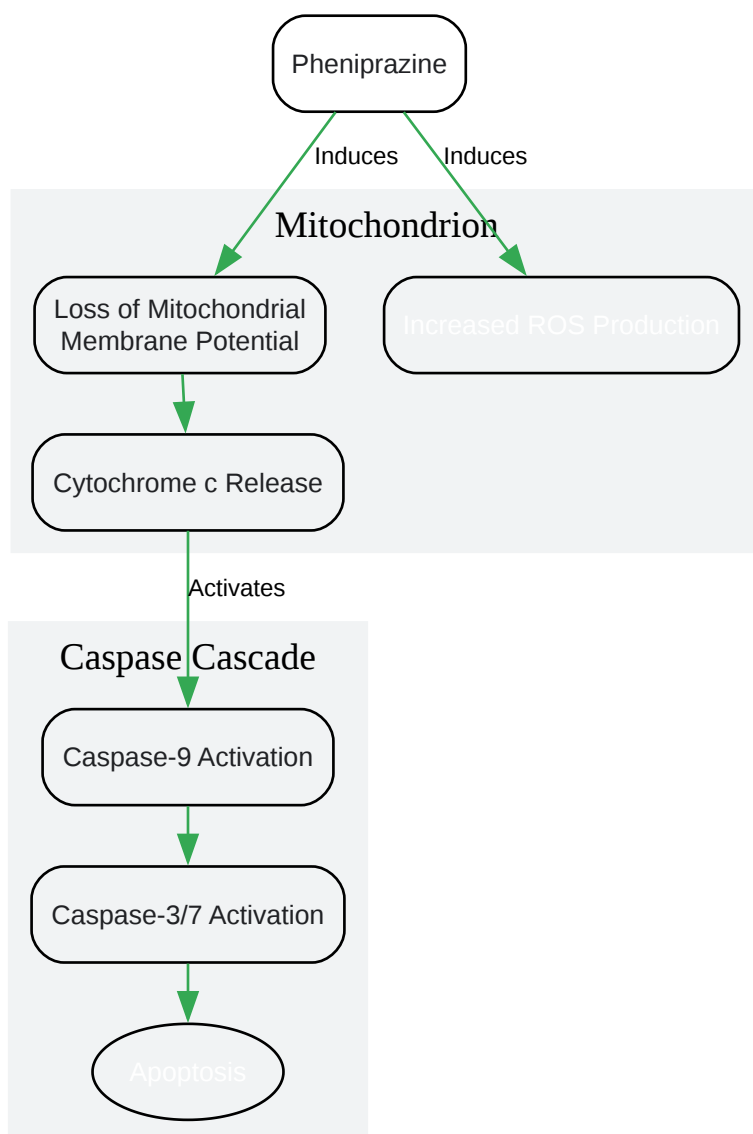 Pheniprazine
Induces
Induces
Mitochondrion
Loss of Mitochondrial
Membrane Potential
Increased ROS Production
Cytochrome c Release
Activates
Caspase Cascade
Caspase-9 Activation
Caspase-3/7 Activation
Apoptosis